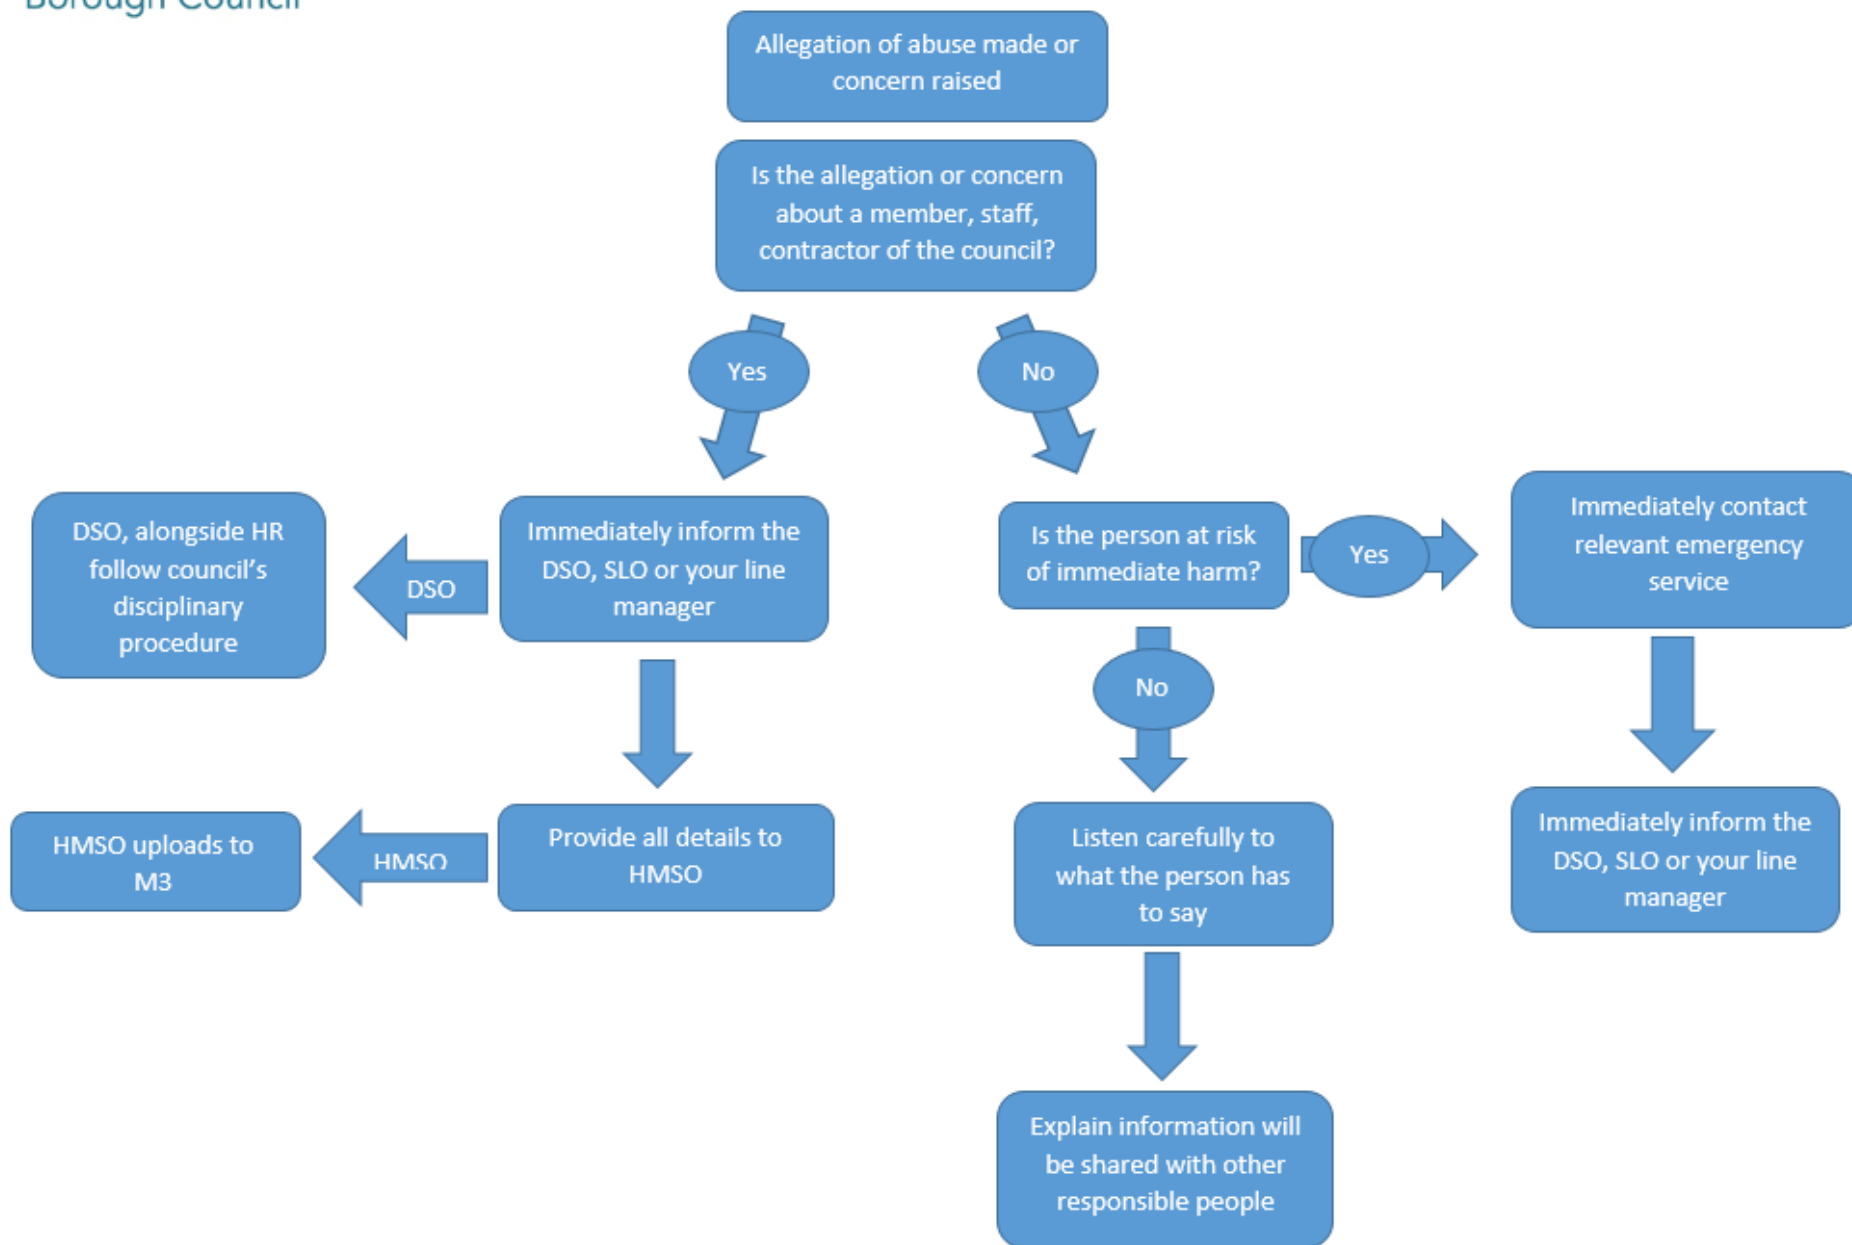 Borough Council
Allegation of abuse made or
concern raised
Is the allegation or concern
about a member, staff,
contractor of the council?
Yes
No
DSO, alongside HR
follow council's
disciplinary
procedure
DSO
Immediately inform the
DSO, SLO or your line
manager
Is the person at risk
of immediate harm?
Yes
Immediately contact
relevant emergency
service
No
HMSO uploads to
M3
HMSO
Provide all details to
HMSO
Listen carefully to
what the person has
to say
Immediately inform the
DSO, SLO or your line
manager
Explain information will
be shared with other
responsible people